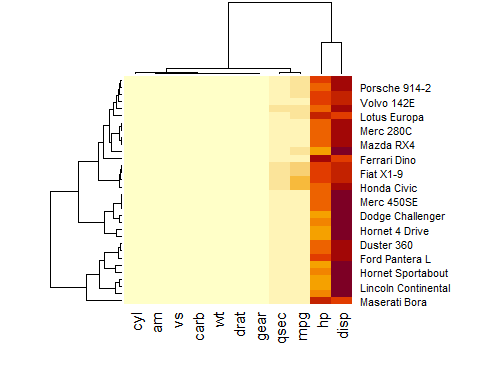 Porsche 914-2
Volvo 142E
Lotus Europa
Merc 280C
Mazda RX4
Ferrari Dino
Fiat X1-9
Honda Civic
Merc 450SE
Dodge Challenger
Hornet 4 Drive
Duster 360
Ford Pantera L
Hornet Sportabout
Lincoln Continental
Maserati Bora
cyl
am
vs
carb
wt
drat
gear
qsec
mpg
hp
disp